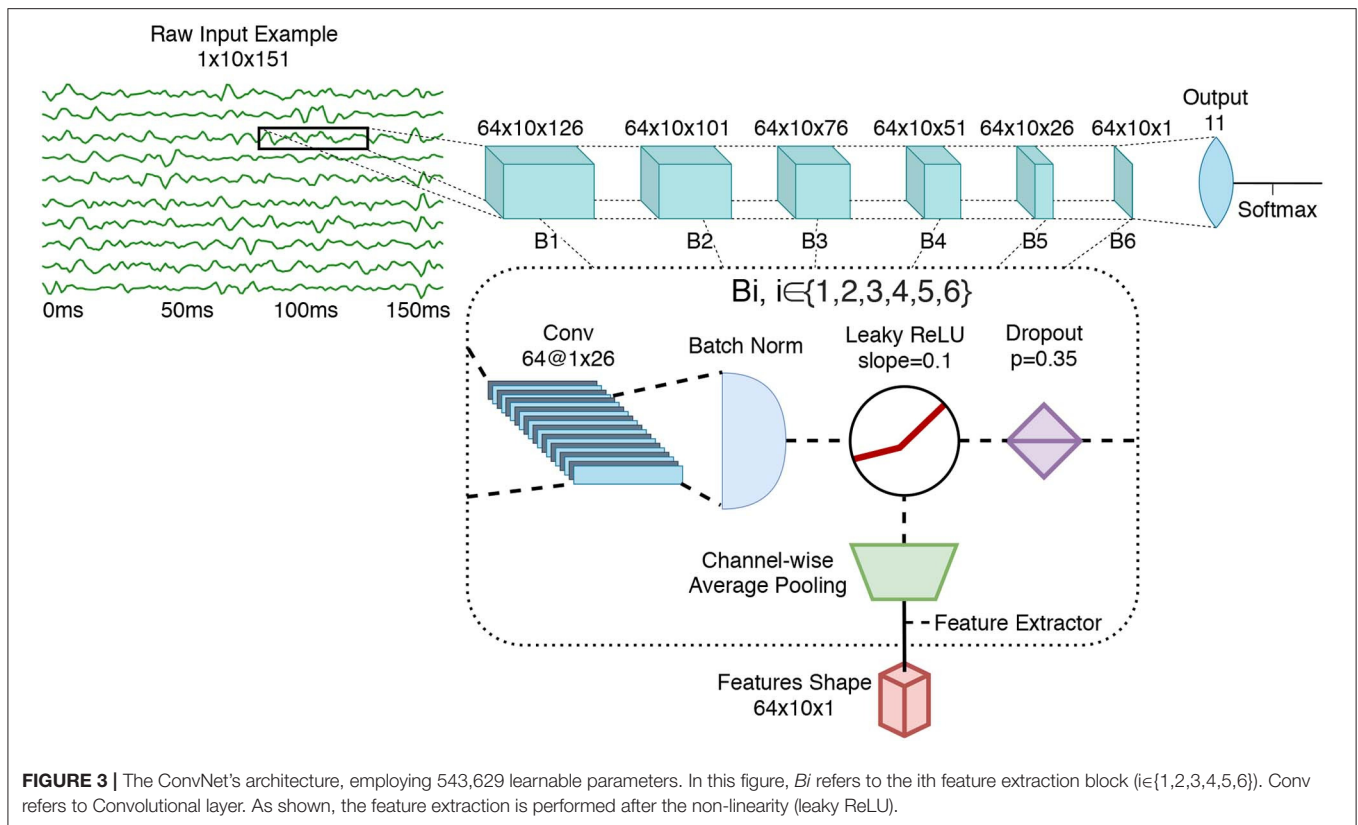 Raw Input Example
1x10x151
0ms 50ms 100ms 150ms
64x10x126 64x10x101 64x10x76 64x10x51 64x10x26 64x10x1
Output
11
Softmax
B1 B2 B3 B4 B5 B6
Bi, i∈{1,2,3,4,5,6}
Conv
64@1x26
Batch Norm
Leaky ReLU
slope=0.1
Dropout
p=0.35
Channel-wise
Average Pooling
Feature Extractor
Features Shape
64x10x1
FIGURE 3 | The ConvNet's architecture, employing 543,629 learnable parameters. In this figure, Bi refers to the ith feature extraction block (i∈{1,2,3,4,5,6}). Conv
refers to Convolutional layer. As shown, the feature extraction is performed after the non-linearity (leaky ReLU).